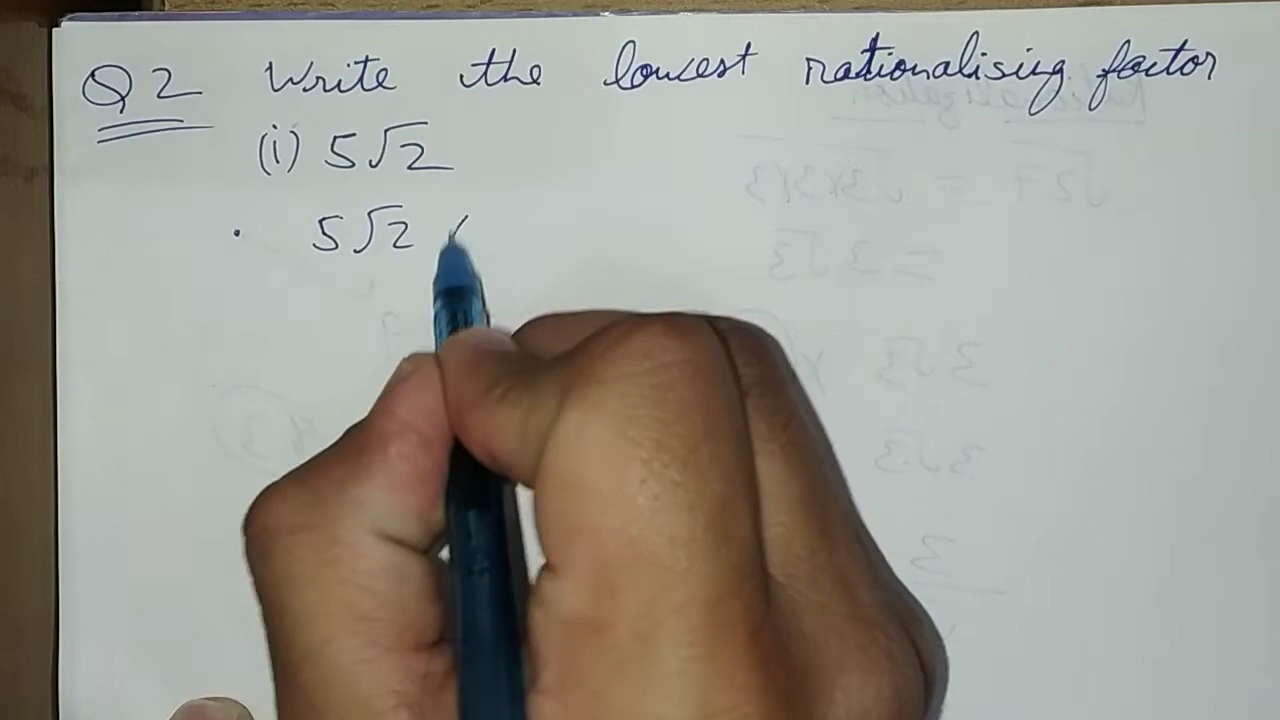 Q2 Write the lowest rationalising factor
(i) 5√2
5√2